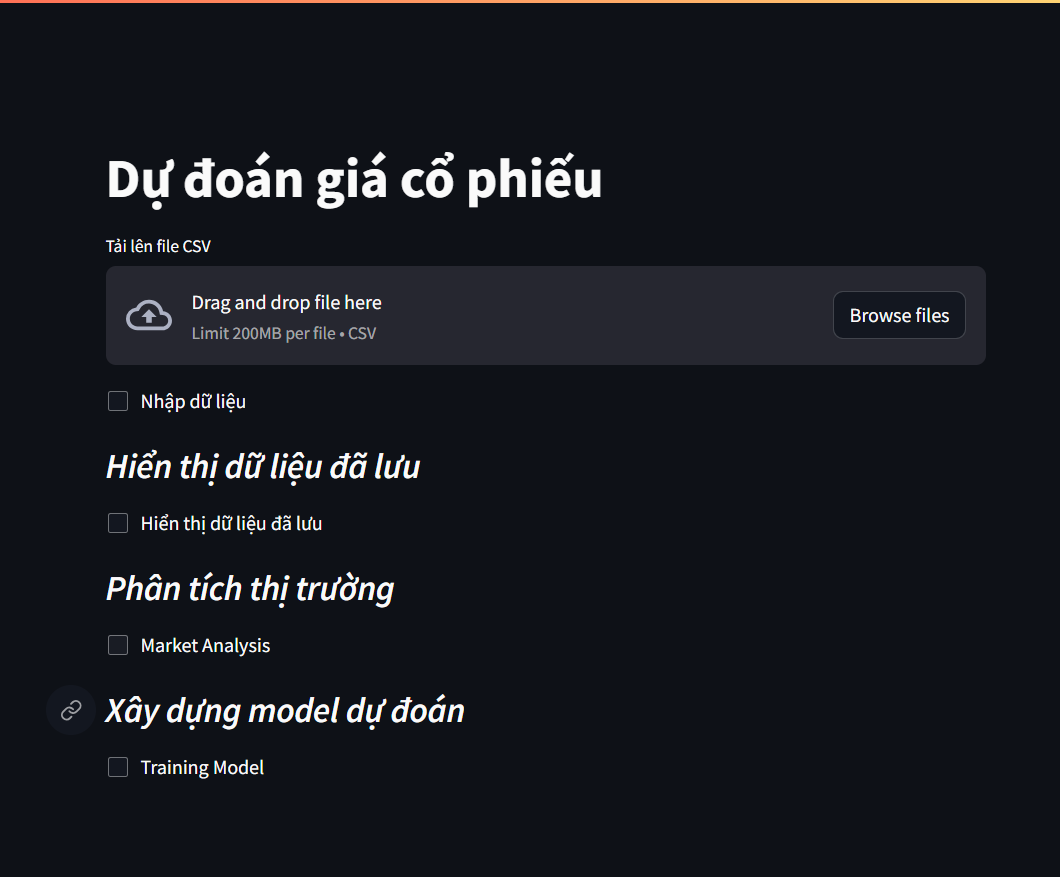 Dự đoán giá cổ phiếu
Tải lên file CSV
Drag and drop file here
Limit 200MB per file • CSV
Browse files
Nhập dữ liệu
Hiển thị dữ liệu đã lưu
Hiển thị dữ liệu đã lưu
Phân tích thị trường
Market Analysis
Xây dựng model dự đoán
Training Model